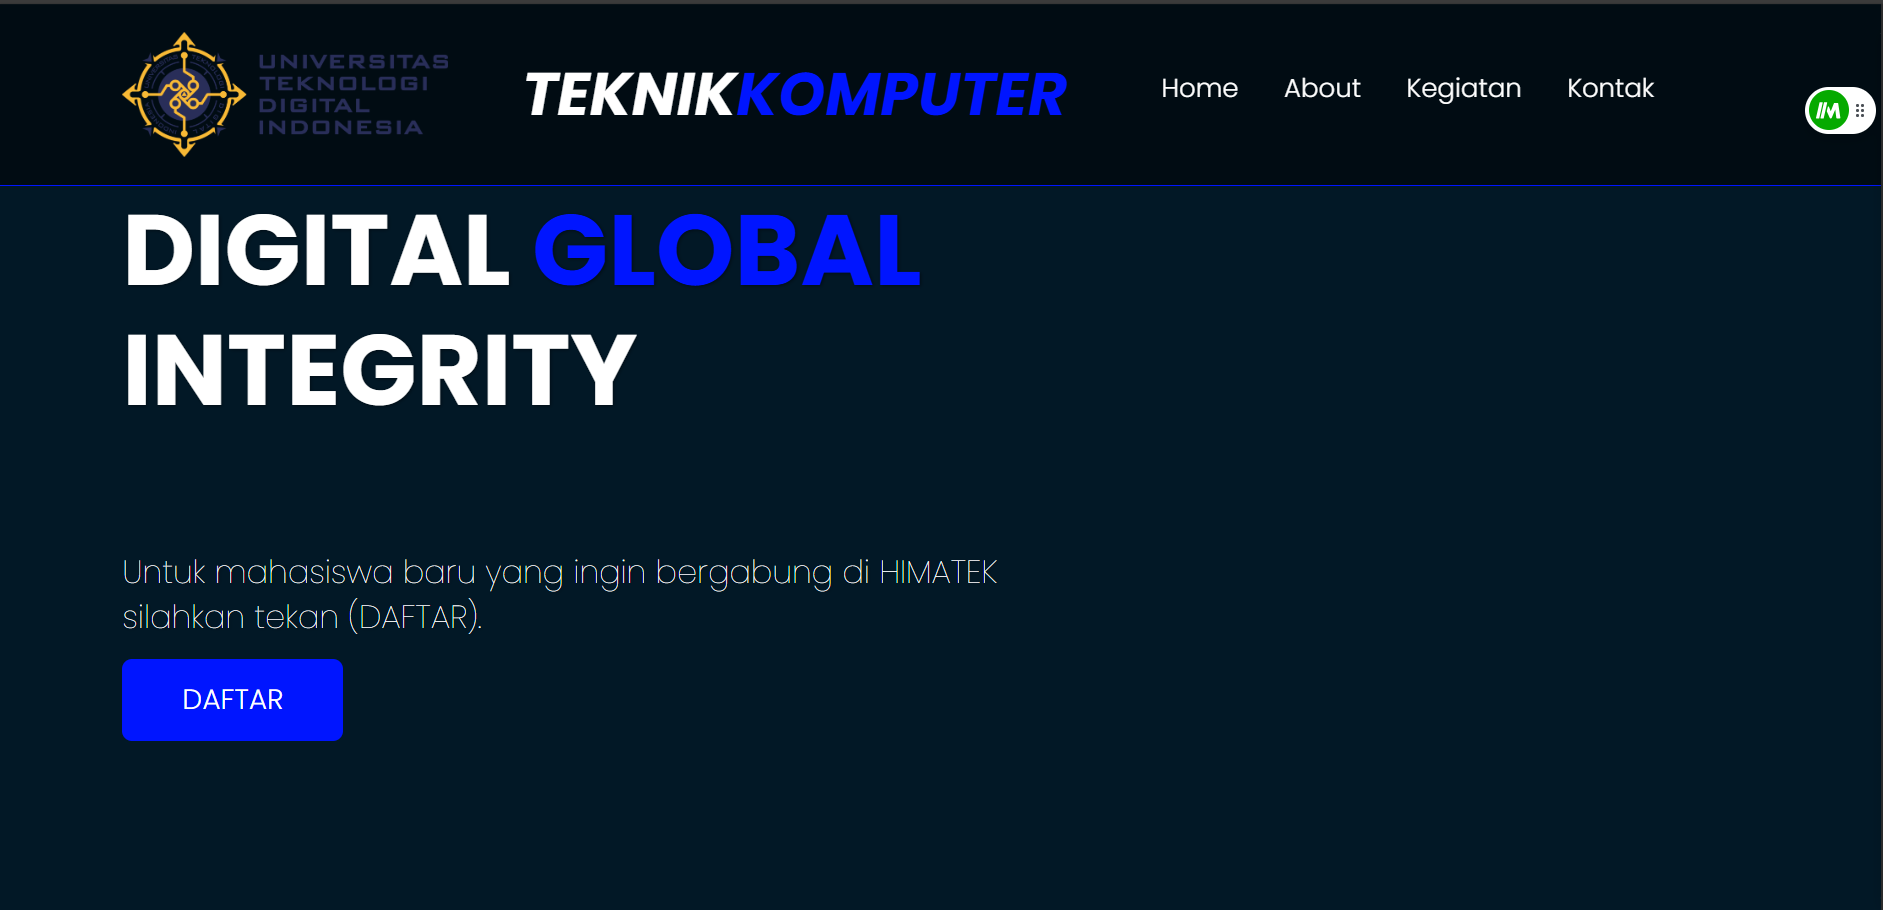 UNIVERSITAS
TEKNOLOGI
DIGITAL
INDONESIA
TEKNIKKOMPUTER
Home About Kegiatan Kontak
DIGITAL GLOBAL
INTEGRITY
Untuk mahasiswa baru yang ingin bergabung di HIMATEK
silahkan tekan (DAFTAR).
DAFTAR